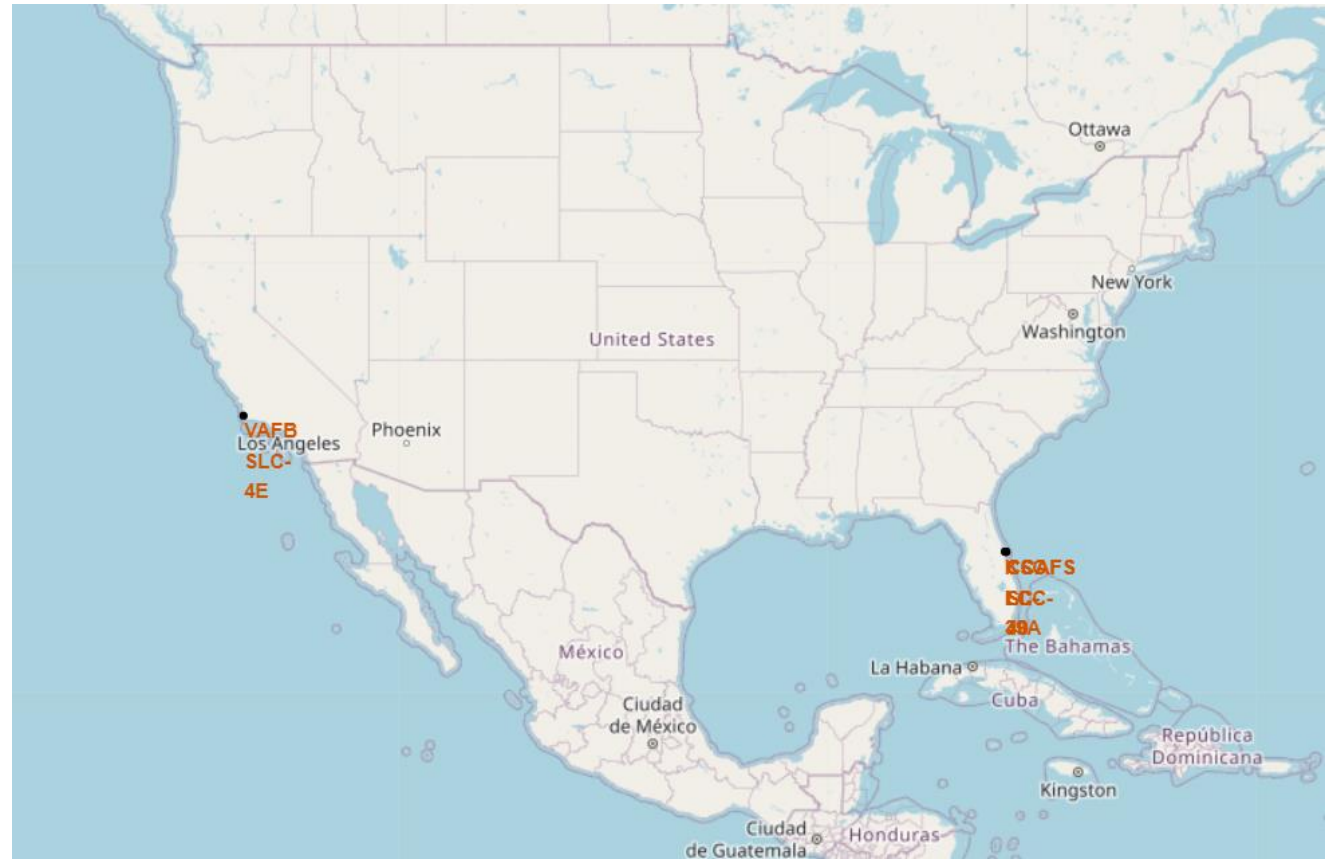 Ottawa
New York
Washington
United States
VAFB
SLC-
4E
Los Angeles
Phoenix
México
Ciudad
de México
La Habana
The Bahamas
Cuba
República
Dominicana
Kingston
Ciudad
de Guatemala
Honduras